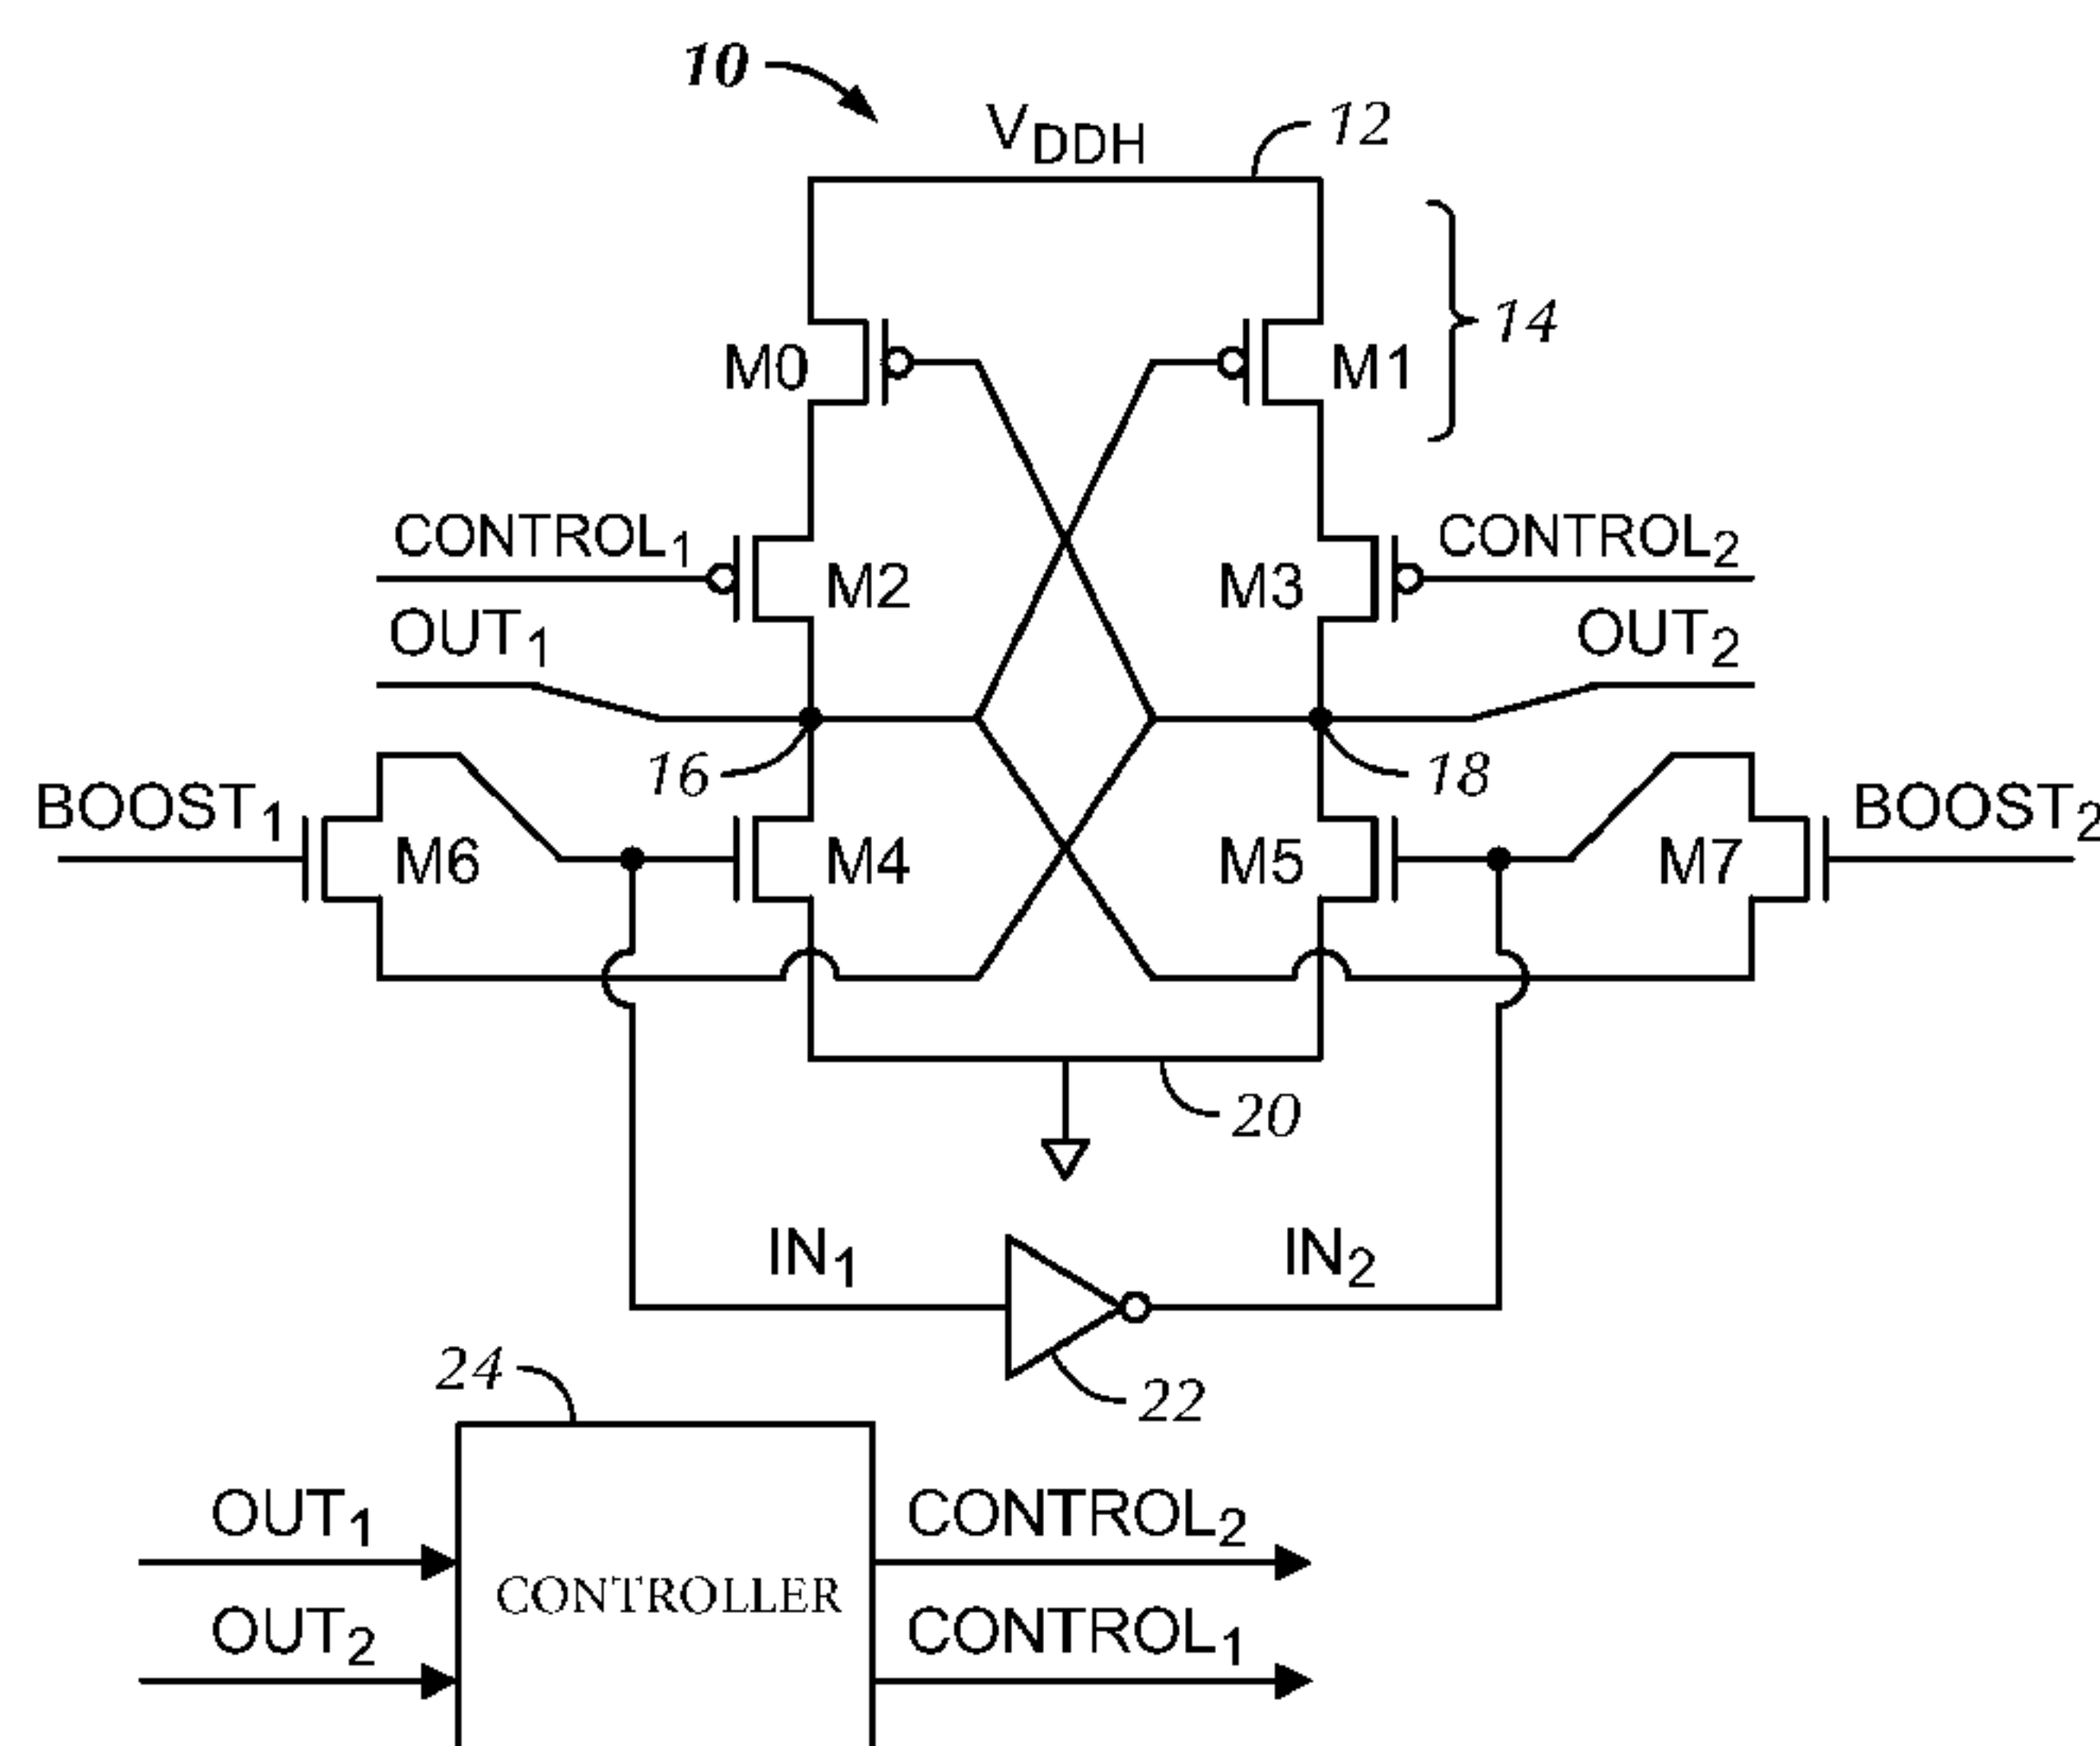 10
V_DDH
12
14
M0
M1
CONTROL₁
CONTROL₂
M2
M3
OUT₁
OUT₂
16
18
BOOST₁
BOOST₂
M6
M4
M5
M7
20
IN₁
IN₂
22
24
OUT₁
OUT₂
CONTROLLER
CONTROL₂
CONTROL₁